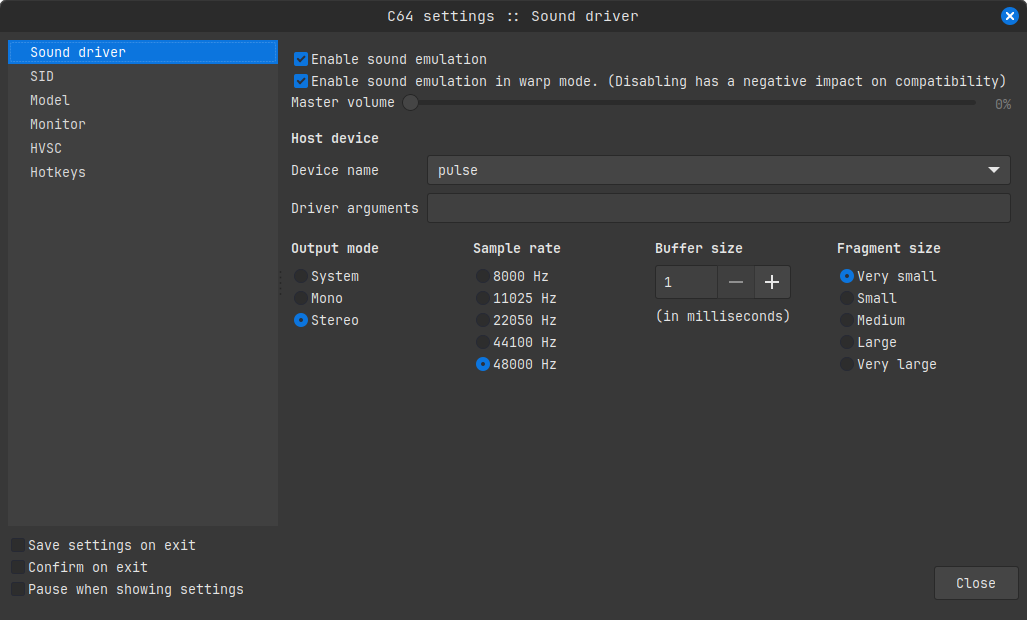 C64 settings :: Sound driver
Sound driver
SID
Model
Monitor
HVSC
Hotkeys
Enable sound emulation
Enable sound emulation in warp mode. (Disabling has a negative impact on compatibility)
Master volume 0%
Host device
Device name pulse
Driver arguments
Output mode
System
Mono
Stereo
Sample rate
8000 Hz
11025 Hz
22050 Hz
44100 Hz
48000 Hz
Buffer size
1
(in milliseconds)
Fragment size
Very small
Small
Medium
Large
Very large
Save settings on exit
Confirm on exit
Pause when showing settings
Close